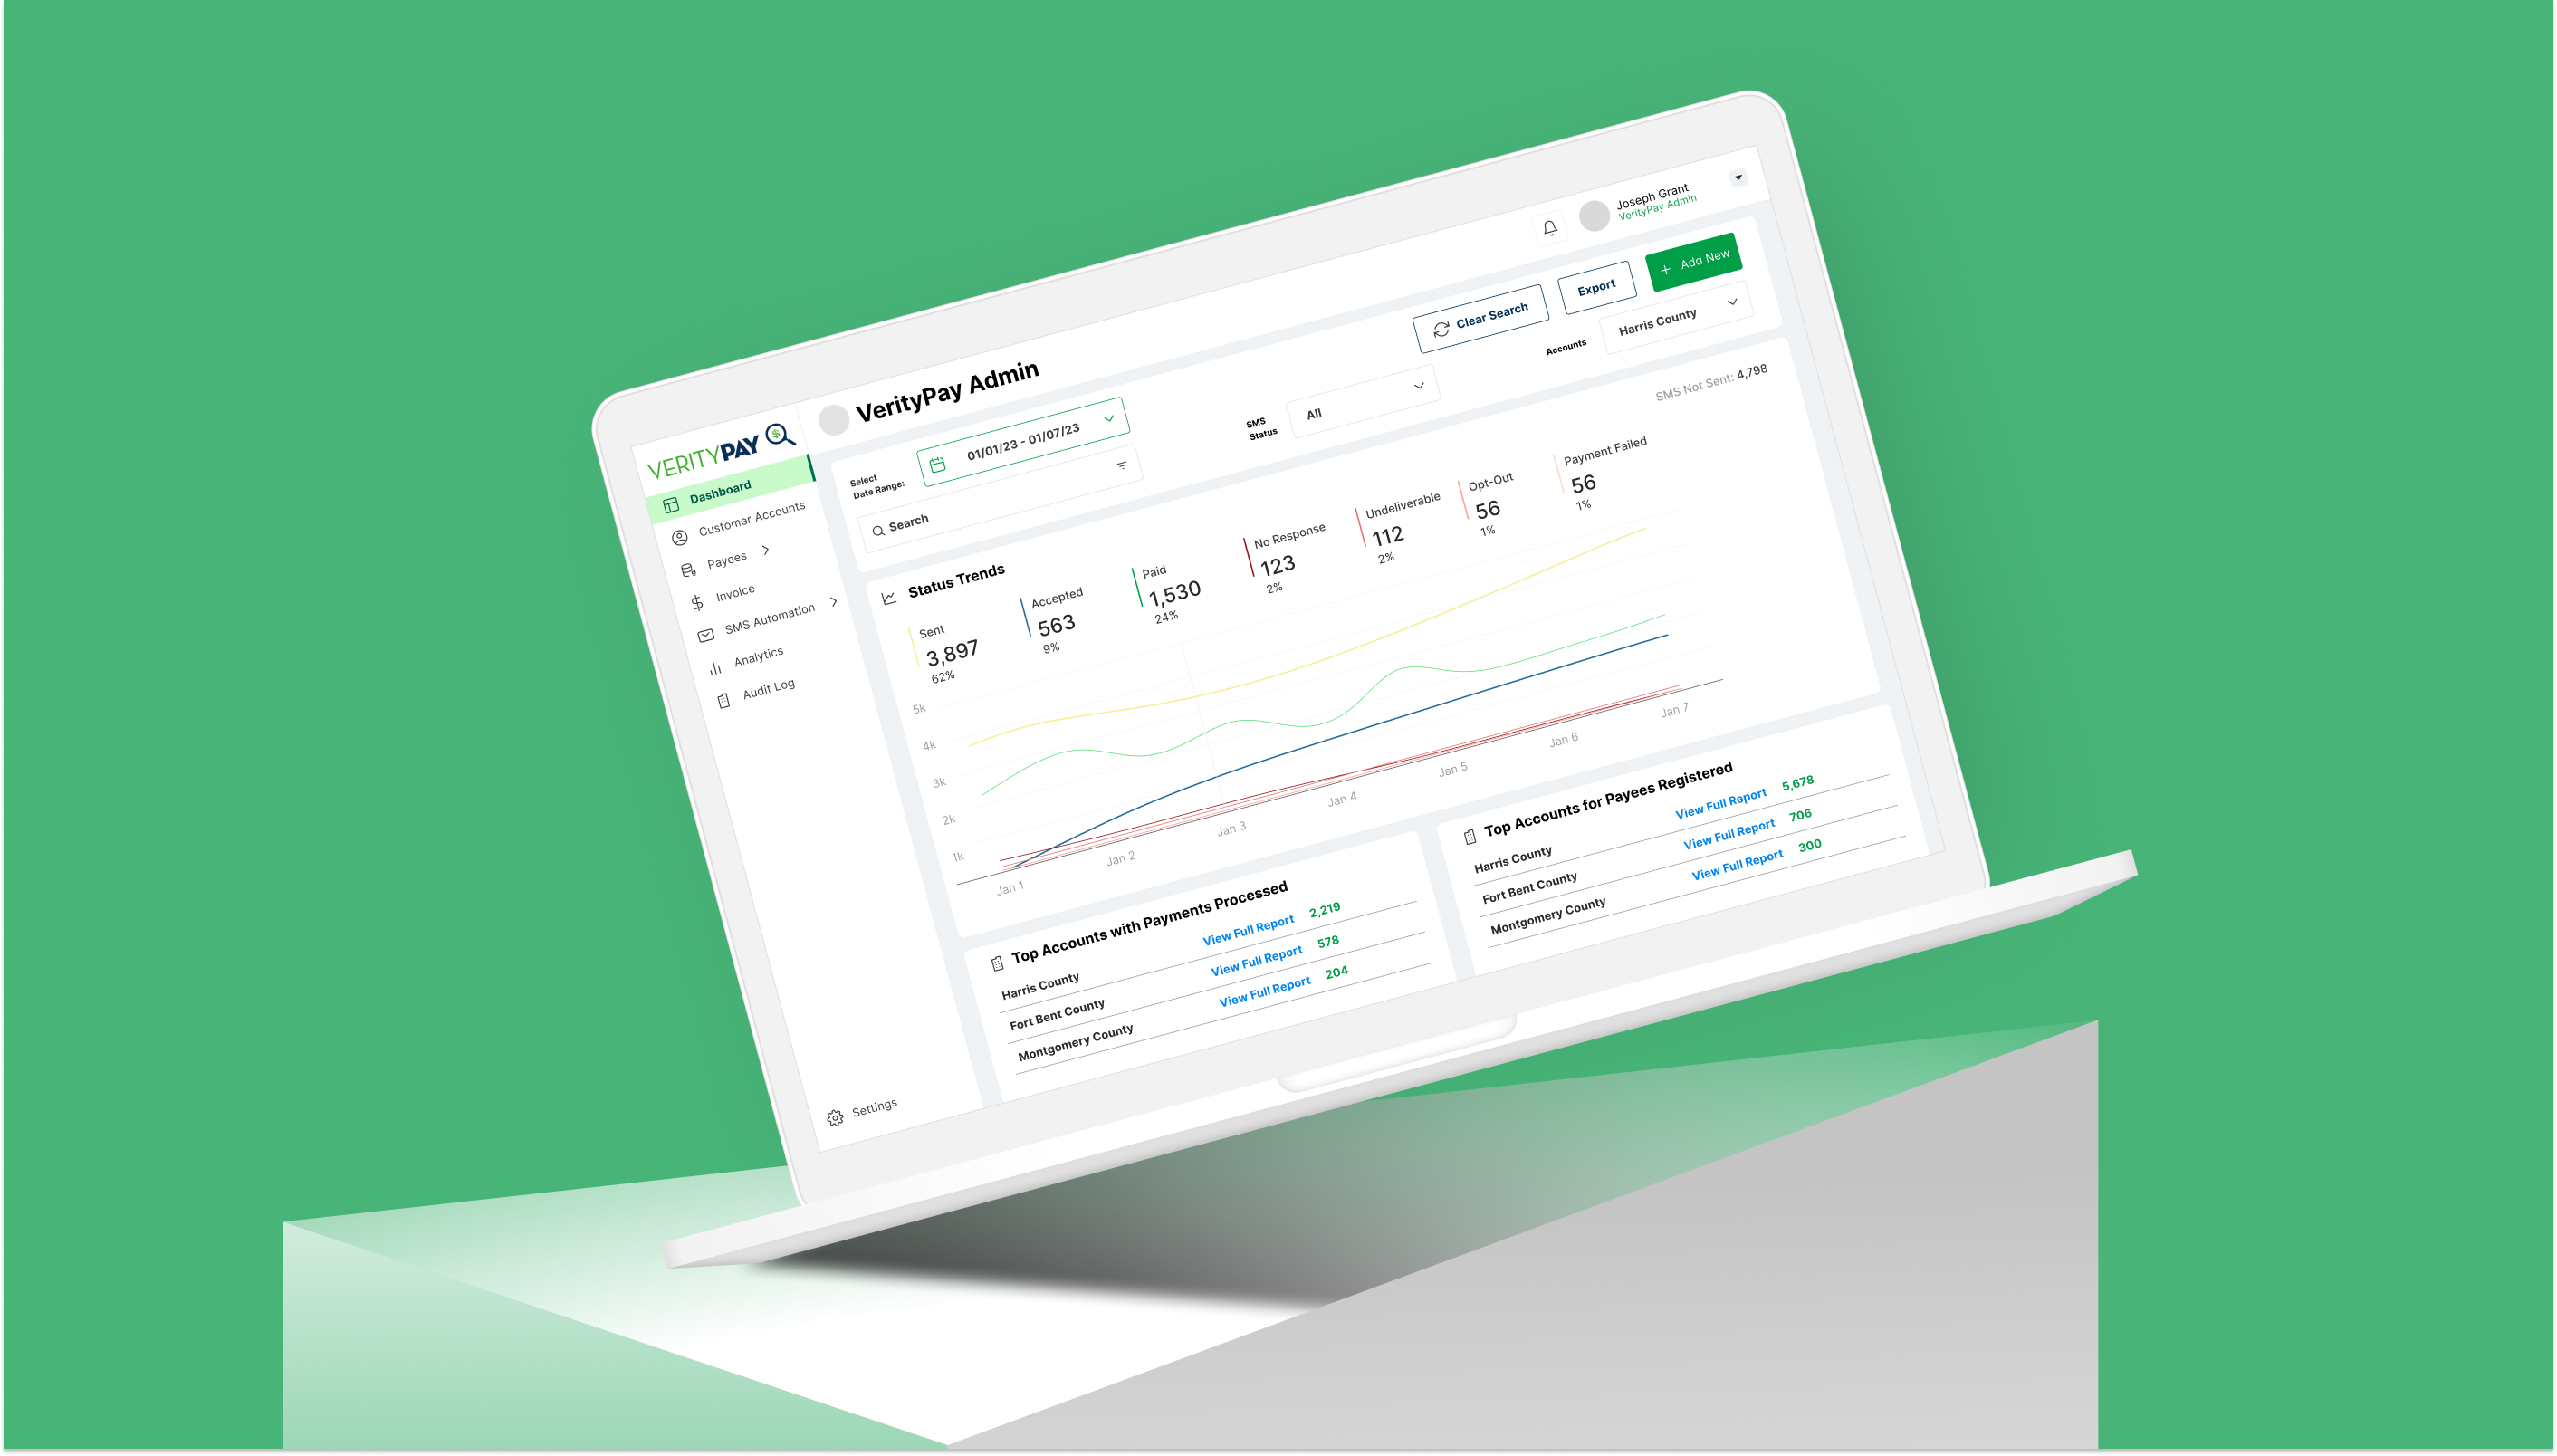 Joseph Grant
VerityPay Admin
VerityPay Admin
Clear Search
Export
+ Add New
VERITYPAY
Dashboard
Customer Accounts
Payees
Invoice
SMS Automation
Analytics
Audit Log
Settings
Select
Date Range:
01/01/23 - 01/07/23
SMS
Status
All
Accounts
Harris County
Search
Status Trends
SMS Not Sent: 4,798
Sent
3,897
62%
Accepted
563
9%
Paid
1,530
24%
No Response
123
2%
Undeliverable
112
2%
Opt-Out
56
1%
Payment Failed
56
1%
5k
4k
3k
2k
1k
Jan 1
Jan 2
Jan 3
Jan 4
Jan 5
Jan 6
Jan 7
Top Accounts with Payments Processed
Harris County View Full Report 2,219
Fort Bent County View Full Report 578
Montgomery County View Full Report 204
Top Accounts for Payees Registered
Harris County View Full Report 5,678
Fort Bent County View Full Report 706
Montgomery County View Full Report 300